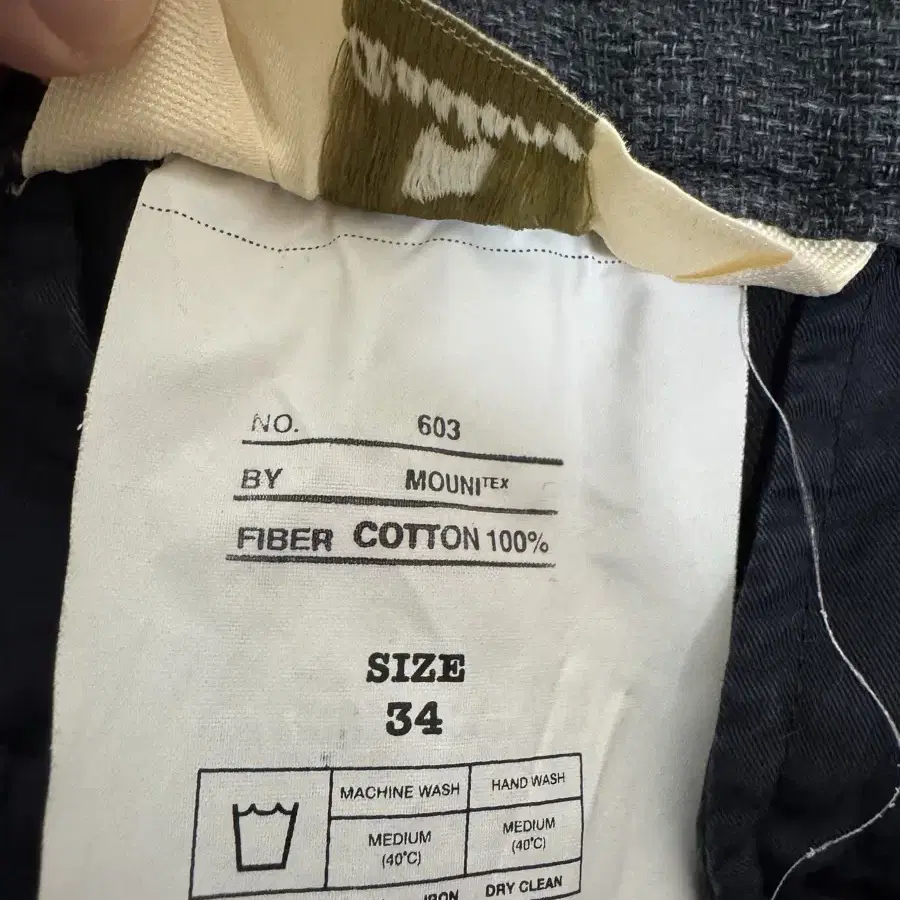 NO. 603
BY MOUNITEX
FIBER COTTON 100%
SIZE
34
MACHINE WASH HAND WASH
MEDIUM (40°C) MEDIUM (40°C)
IRON DRY CLEAN